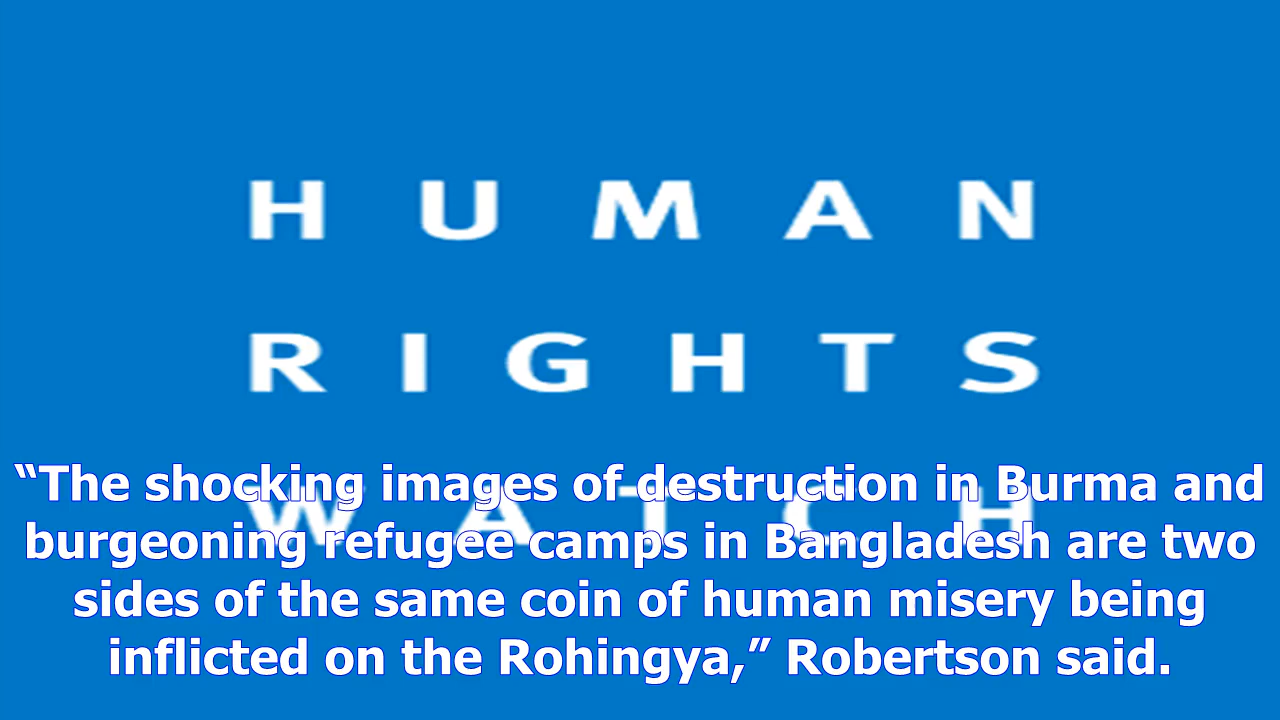 HUMAN
RIGHTS
WATCH
“The shocking images of destruction in Burma and
burgeoning refugee camps in Bangladesh are two
sides of the same coin of human misery being
inflicted on the Rohingya,” Robertson said.